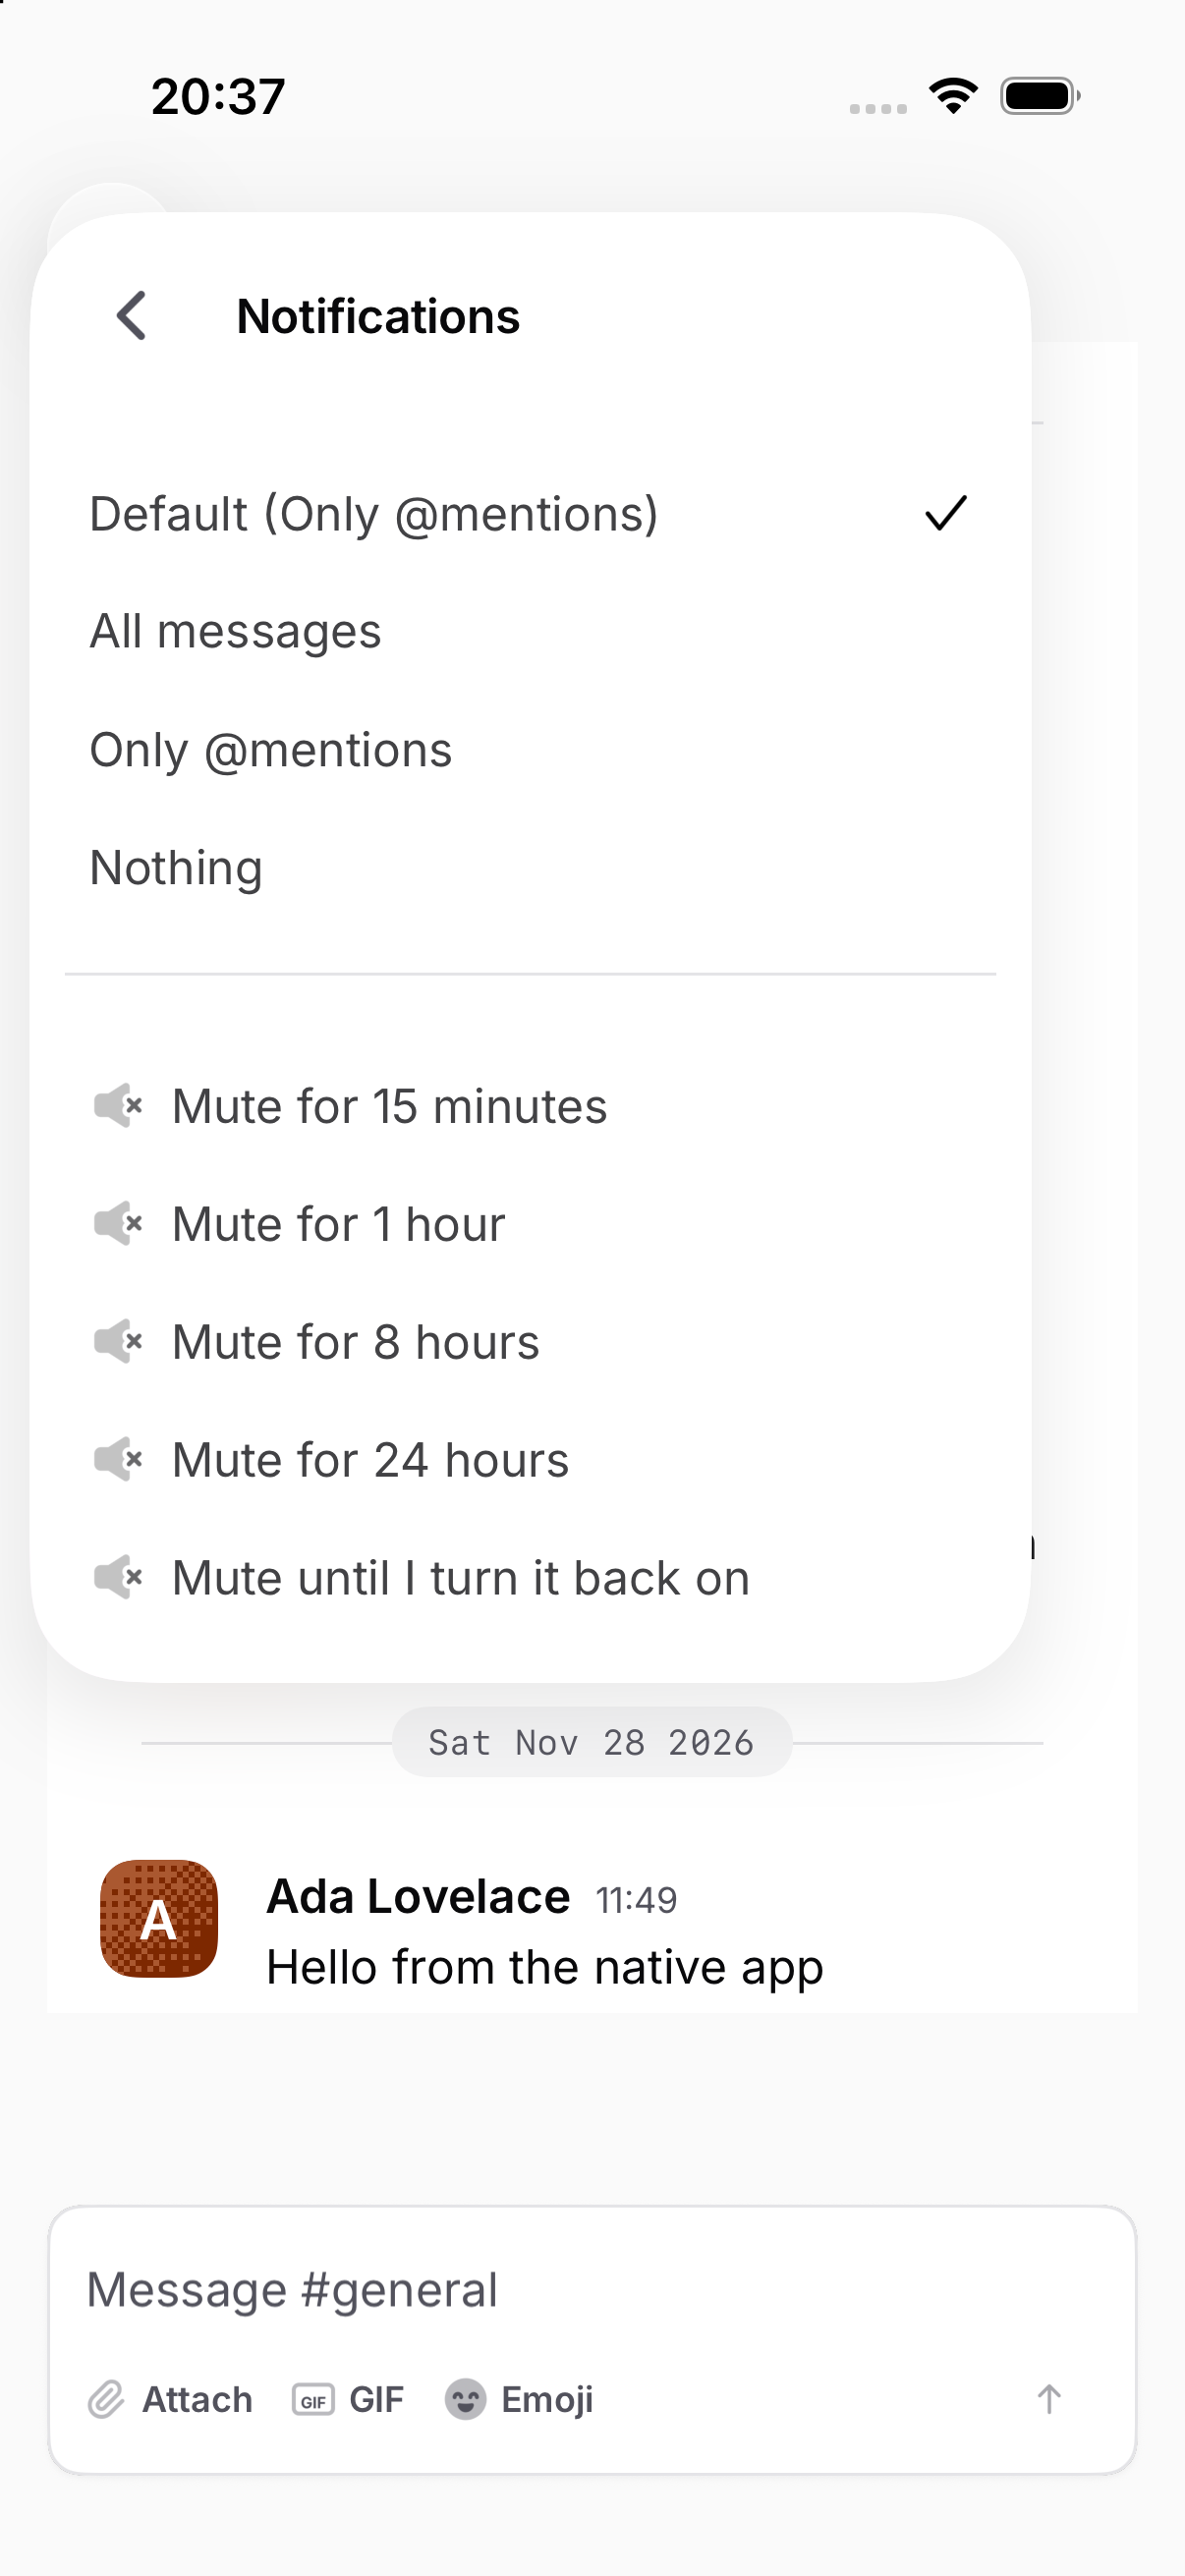 20:37
Notifications
Default (Only @mentions)
All messages
Only @mentions
Nothing
Mute for 15 minutes
Mute for 1 hour
Mute for 8 hours
Mute for 24 hours
Mute until I turn it back on
Sat Nov 28 2026
A
Ada Lovelace 11:49
Hello from the native app
Message #general
Attach GIF GIF Emoji